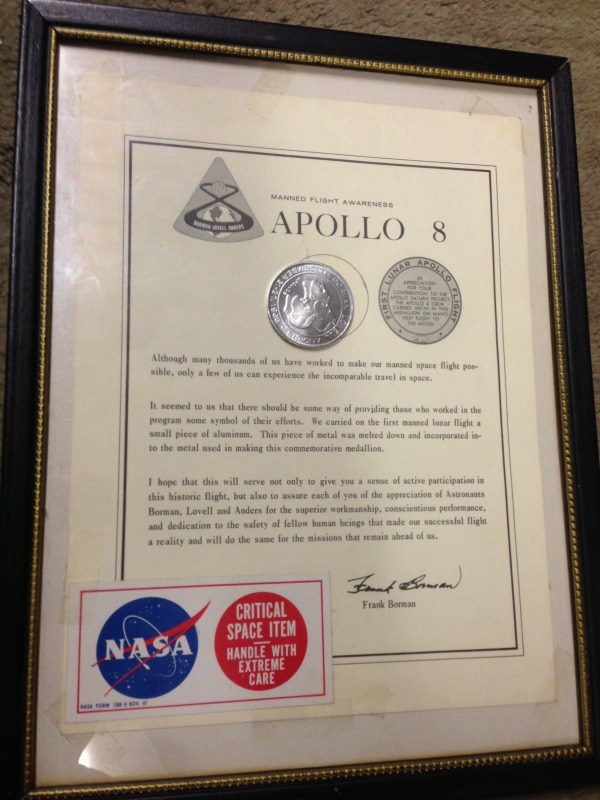 BORMAN LOVELL ANDERS
MANNED FLIGHT AWARENESS
APOLLO 8
FIRST LUNAR APOLLO FLIGHT
IN
APPRECIATION
FOR YOUR
CONTRIBUTION TO THE
APOLLO SATURN PROJECT
THE APOLLO 8 CREW
CARRIED METAL IN THIS
MEDALLION ON MAN'S
FIRST FLIGHT TO
THE MOON
Although many thousands of us have worked to make our manned space flight pos-
sible, only a few of us can experience the incomparable travel in space.
It seemed to us that there should be some way of providing those who worked in the
program some symbol of their efforts. We carried on the first manned lunar flight a
small piece of aluminum. This piece of metal was melted down and incorporated in-
to the metal used in making this commemorative medallion.
I hope that this will serve not only to give you a sense of active participation in
this historic flight, but also to assure each of you of the appreciation of Astronauts
Borman, Lovell and Anders for the superior workmanship, conscientious performance,
and dedication to the safety of fellow human beings that made our successful flight
a reality and will do the same for the missions that remain ahead of us.
Frank Borman
Frank Borman
NASA
CRITICAL
SPACE ITEM
HANDLE WITH
EXTREME
CARE
NASA FORM NOV. 67